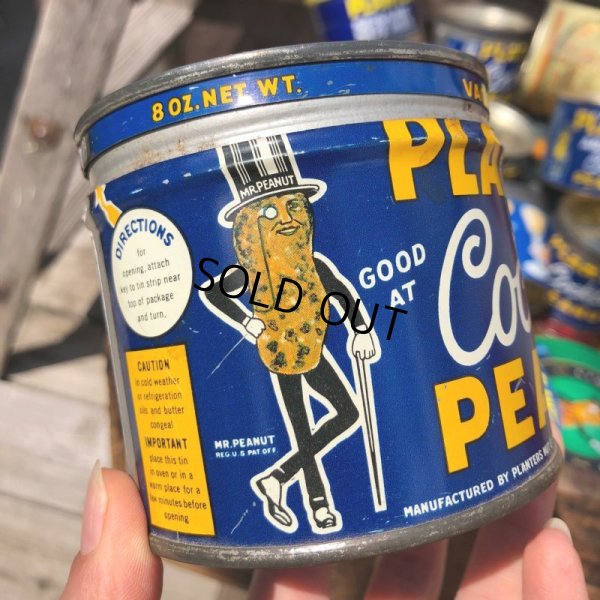 8 OZ. NET WT.
VA
MR.PEANUT
PLA
DIRECTIONS
for
opening, attach
key to tin strip near
top of package
and turn.
GOOD
AT
Co
SOLD OUT
CAUTION
in cold weather
or refrigeration
oils and butter
congeal
IMPORTANT
place this tin
in oven or in a
warm place for a
few minutes before
opening
MR.PEANUT
REG. U.S PAT OFF
PEA
MANUFACTURED BY PLANTERS NUT